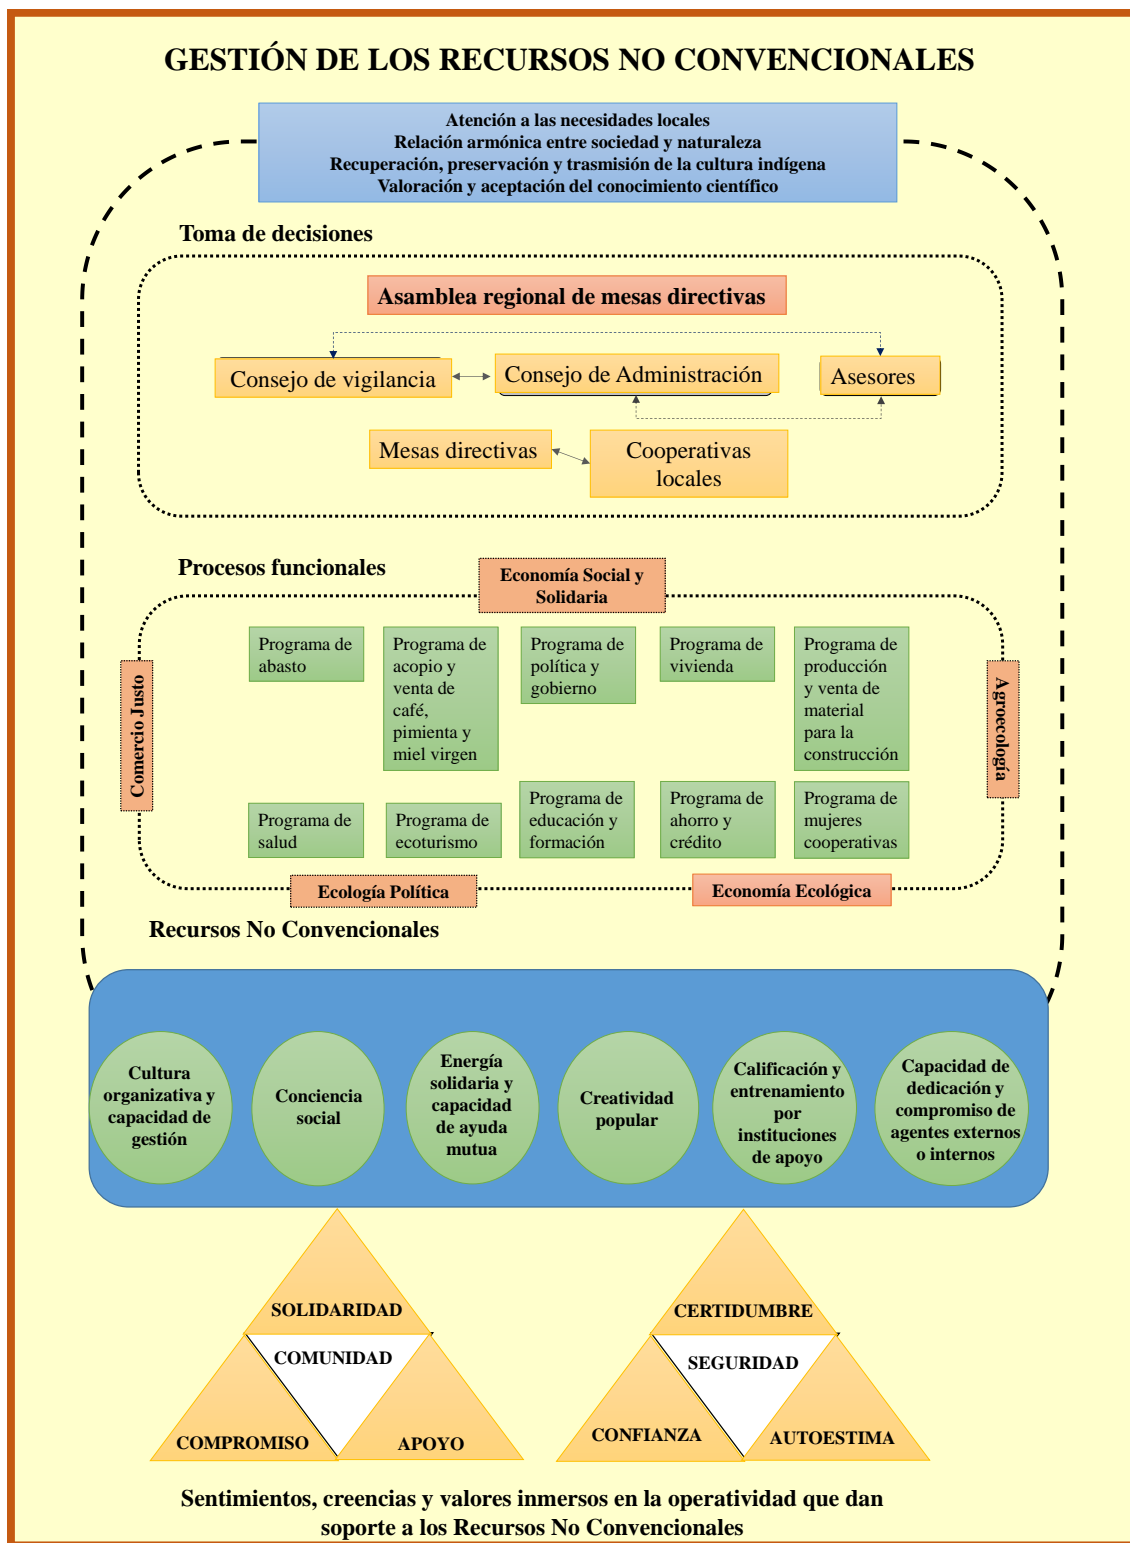 GESTIÓN DE LOS RECURSOS NO CONVENCIONALES
Atención a las necesidades locales
Relación armónica entre sociedad y naturaleza
Recuperación, preservación y trasmisión de la cultura indígena
Valoración y aceptación del conocimiento científico
Toma de decisiones
Asamblea regional de mesas directivas
Consejo de vigilancia
Consejo de Administración
Asesores
Mesas directivas
Cooperativas
locales
Procesos funcionales
Economía Social y
Solidaria
Comercio Justo
Programa de
abasto
Programa de
acopio y
venta de
café,
pimienta y
miel virgen
Programa de
política y
gobierno
Programa de
vivienda
Programa de
producción
y venta de
material
para la
construcción
Agroecología
Programa de
salud
Programa de
ecoturismo
Programa de
educación y
formación
Programa de
ahorro y
crédito
Programa de
mujeres
cooperativas
Ecología Política
Economía Ecológica
Recursos No Convencionales
Cultura
organizativa y
capacidad de
gestión
Conciencia
social
Energía
solidaria y
capacidad
de ayuda
mutua
Creatividad
popular
Calificación y
entrenamiento
por
instituciones
de apoyo
Capacidad de
dedicación y
compromiso de
agentes externos
o internos
SOLIDARIDAD
COMUNIDAD
COMPROMISO
APOYO
CERTIDUMBRE
SEGURIDAD
CONFIANZA
AUTOESTIMA
Sentimientos, creencias y valores inmersos en la operatividad que dan
soporte a los Recursos No Convencionales